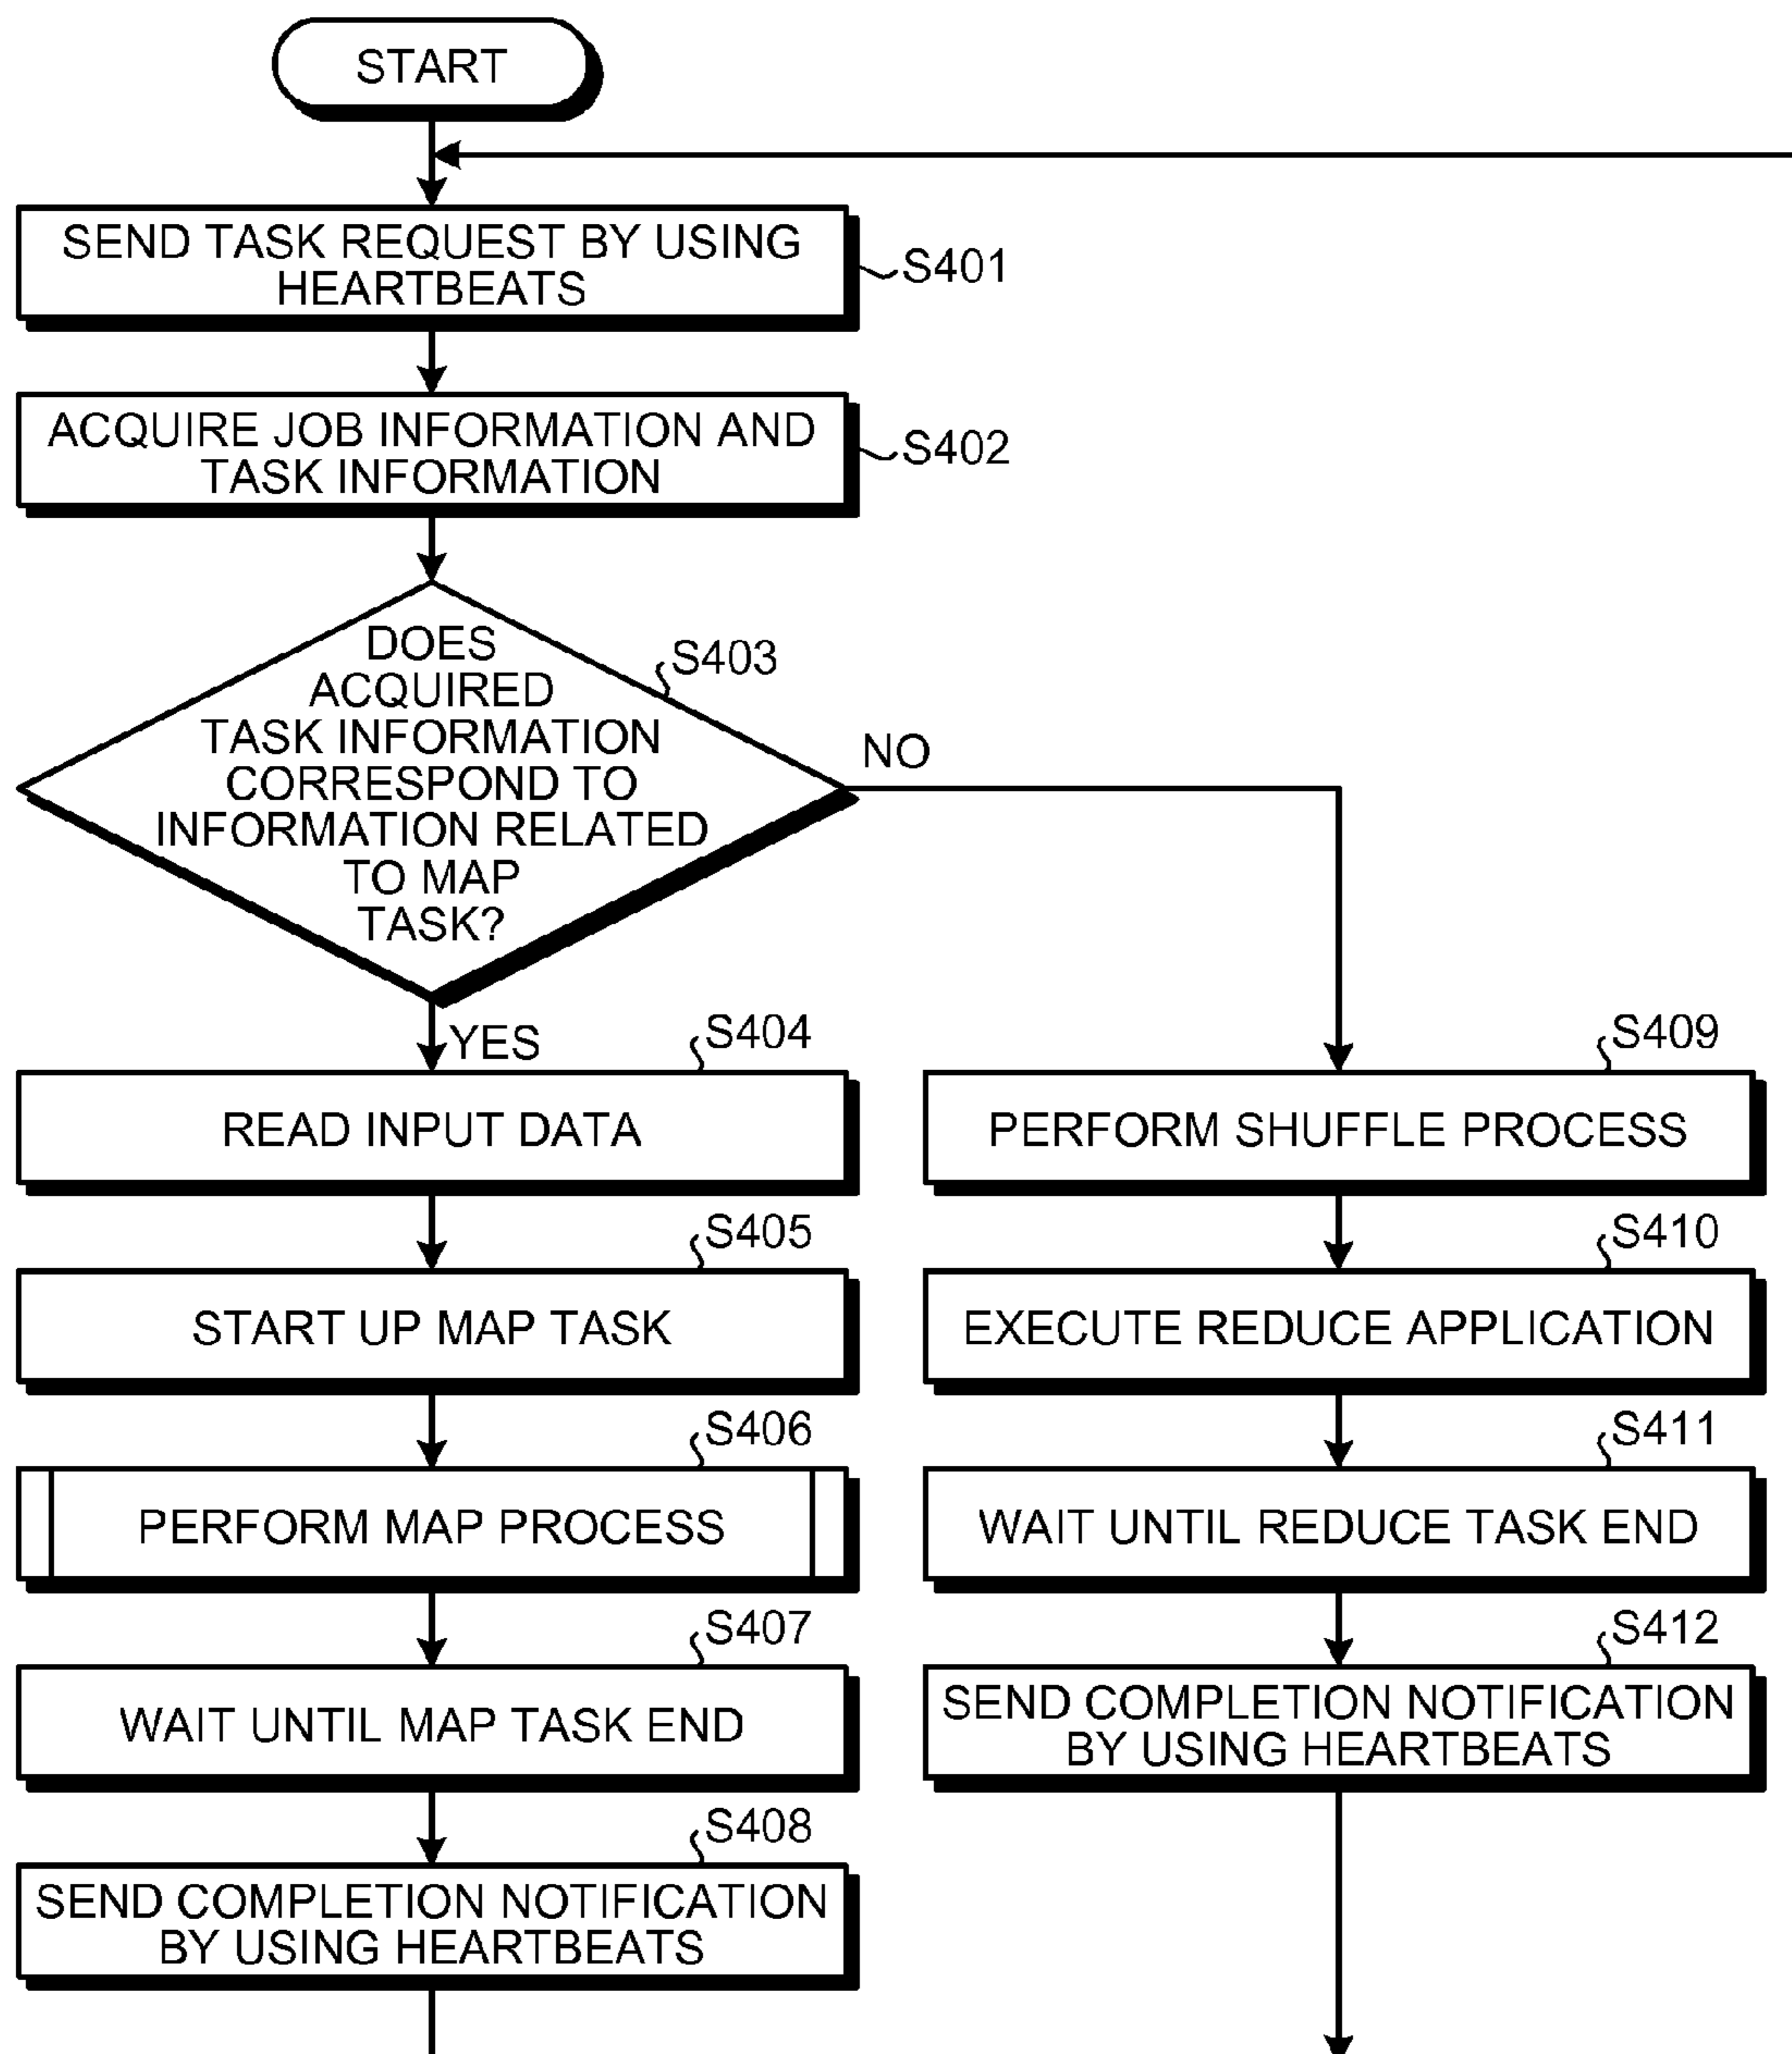 START
SEND TASK REQUEST BY USING
HEARTBEATS
S401
ACQUIRE JOB INFORMATION AND
TASK INFORMATION
S402
DOES
ACQUIRED
TASK INFORMATION
CORRESPOND TO
INFORMATION RELATED
TO MAP
TASK?
S403
NO
YES
S404
READ INPUT DATA
S405
START UP MAP TASK
S406
PERFORM MAP PROCESS
S407
WAIT UNTIL MAP TASK END
S408
SEND COMPLETION NOTIFICATION
BY USING HEARTBEATS
S409
PERFORM SHUFFLE PROCESS
S410
EXECUTE REDUCE APPLICATION
S411
WAIT UNTIL REDUCE TASK END
S412
SEND COMPLETION NOTIFICATION
BY USING HEARTBEATS